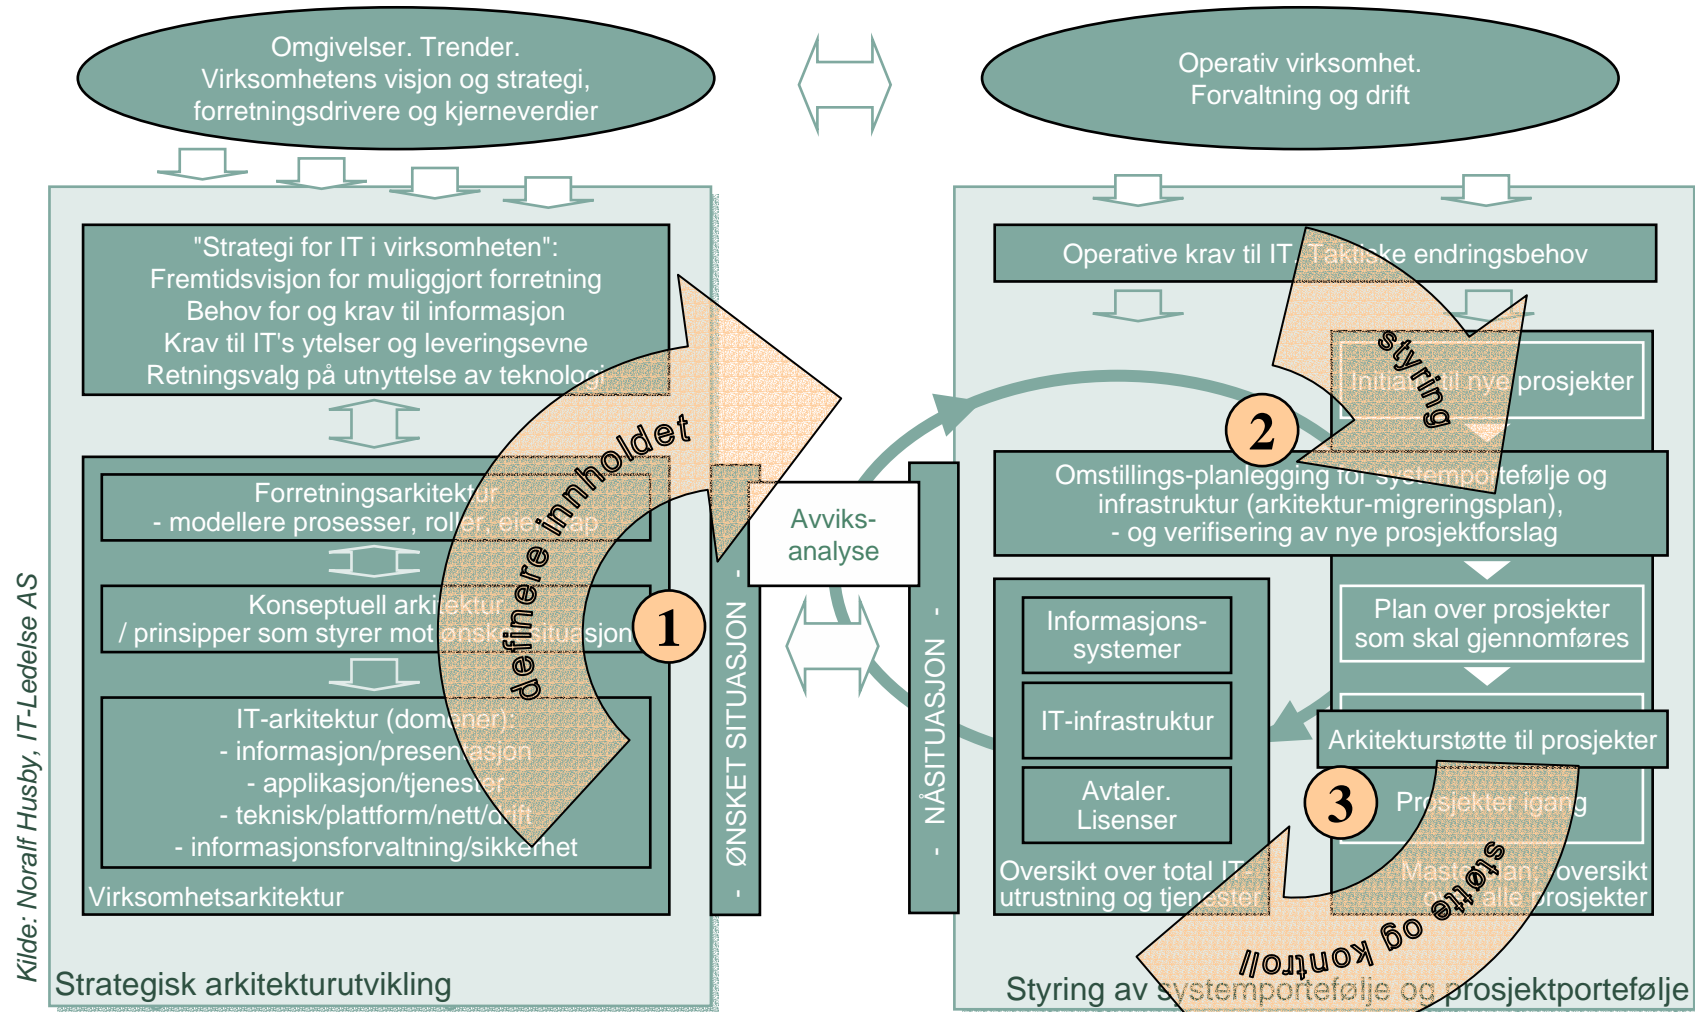 Omgivelser. Trender.
Virksomhetens visjon og strategi,
forretningsdrivere og kjerneverdier
Operativ virksomhet.
Forvaltning og drift
"Strategi for IT i virksomheten":
Fremtidsvisjon for muliggjort forretning
Behov for og krav til informasjon
Krav til IT's ytelser og leveringsevne
Retningsvalg på utnyttelse av teknologi
Forretningsarkitektur
- modellere prosesser, roller, eierskap
Konseptuell arkitektur
/ prinsipper som styrer mot ønsket situasjon
IT-arkitektur (domener):
- informasjon/presentasjon
- applikasjon/tjenester
- teknisk/plattform/nett/drift
- informasjonsforvaltning/sikkerhet
Virksomhetsarkitektur
Strategisk arkitekturutvikling
Kilde: Noralf Husby, IT-Ledelse AS
definere innholdet
1
- ØNSKET SITUASJON -
Avviks-
analyse
- NÅSITUASJON -
Operative krav til IT. Taktiske endringsbehov
styring
2
Initiativ til nye prosjekter
Omstillings-planlegging for systemportefølje og
infrastruktur (arkitektur-migreringsplan),
- og verifisering av nye prosjektforslag
Informasjons-
systemer
IT-infrastruktur
Avtaler.
Lisenser
Oversikt over total IT-
utrustning og tjenester
Plan over prosjekter
som skal gjennomføres
Arkitekturstøtte til prosjekter
3
Prosjekter igang
Masterplan, oversikt
over alle prosjekter
støtte og kontroll
Styring av systemportefølje og prosjektportefølje